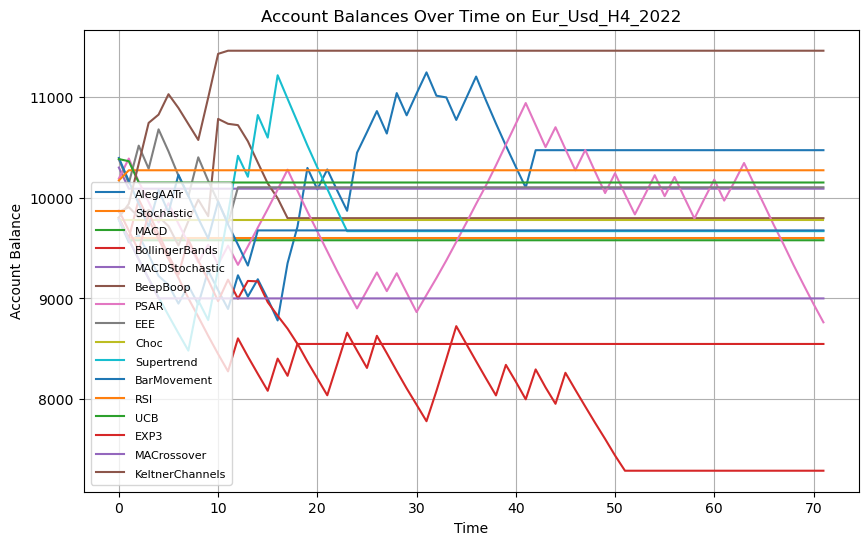 Account Balances Over Time on Eur_Usd_H4_2022
Account Balance
11000
10000
9000
8000
AlegAATr
Stochastic
MACD
BollingerBands
MACDStochastic
BeepBoop
PSAR
EEE
Choc
Supertrend
BarMovement
RSI
UCB
EXP3
MACrossover
KeltnerChannels
0 10 20 30 40 50 60 70
Time